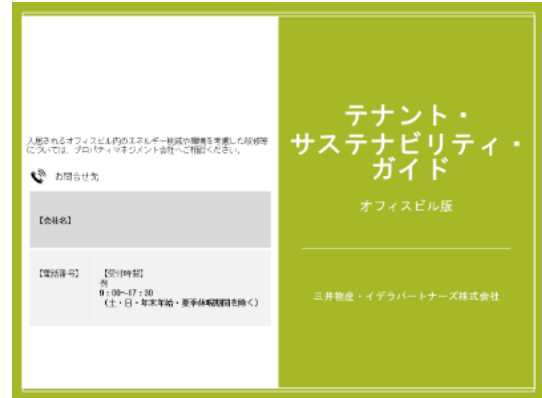 入居されるオフィスビル内のエネルギー削減や環境を考慮した改修等
については、プロパティマネジメント会社へご相談ください。
お問合せ先
【会社名】
【電話番号】
【受付時間】
例
9:00~17:30
(土・日・年末年始・夏季休暇期間を除く)
テナント・
サステナビリティ・
ガイド
オフィスビル版
三井物産・イデラパートナーズ株式会社